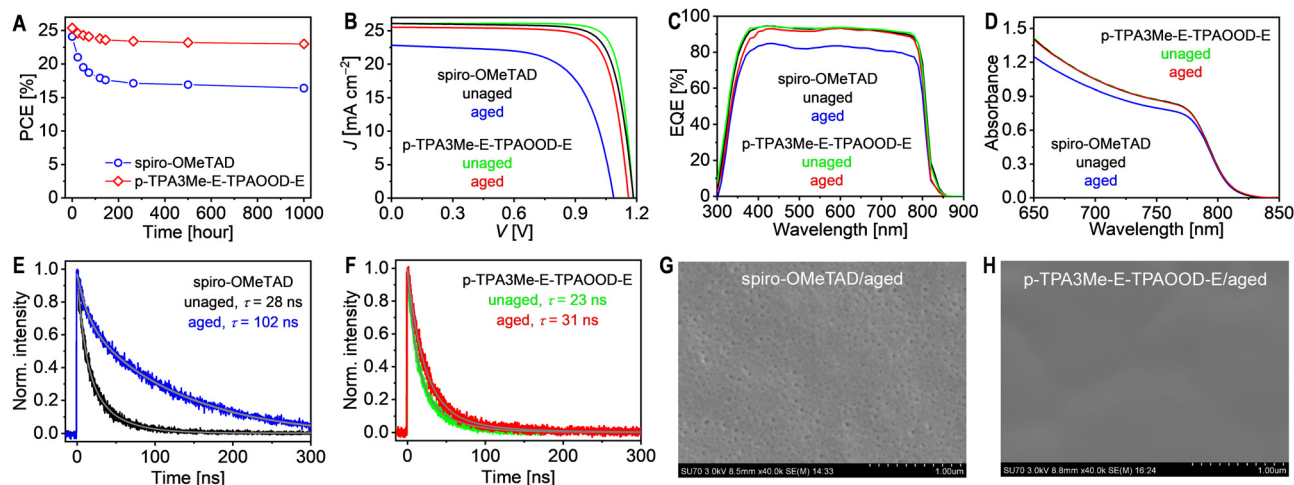 A
PCE [%]
30
25
20
15
10
5
0
spiro-OMeTAD
p-TPA3Me-E-TPAOOD-E
0 200 400 600 800 1000
Time [hour]
B
J [mA cm⁻²]
30
25
20
15
10
5
0
spiro-OMeTAD
unaged
aged
p-TPA3Me-E-TPAOOD-E
unaged
aged
0.0 0.3 0.6 0.9 1.2
V [V]
C
EQE [%]
100
80
60
40
20
0
spiro-OMeTAD
unaged
aged
p-TPA3Me-E-TPAOOD-E
unaged
aged
300 400 500 600 700 800 900
Wavelength [nm]
D
Absorbance
1.5
1.2
0.9
0.6
0.3
0.0
p-TPA3Me-E-TPAOOD-E
unaged
aged
spiro-OMeTAD
unaged
aged
650 700 750 800 850
Wavelength [nm]
E
Norm. intensity
1.0
0.8
0.6
0.4
0.2
0.0
spiro-OMeTAD
unaged, τ = 28 ns
aged, τ = 102 ns
0 50 100 150 200 250 300
Time [ns]
F
Norm. intensity
1.0
0.8
0.6
0.4
0.2
0.0
p-TPA3Me-E-TPAOOD-E
unaged, τ = 23 ns
aged, τ = 31 ns
0 100 200 300
Time [ns]
G
spiro-OMeTAD/aged
SU70 3.0kV 8.5mm x40.0k SE(M) 14:33
1.00um
H
p-TPA3Me-E-TPAOOD-E/aged
SU70 3.0kV 8.8mm x40.0k SE(M) 16:24
1.00um